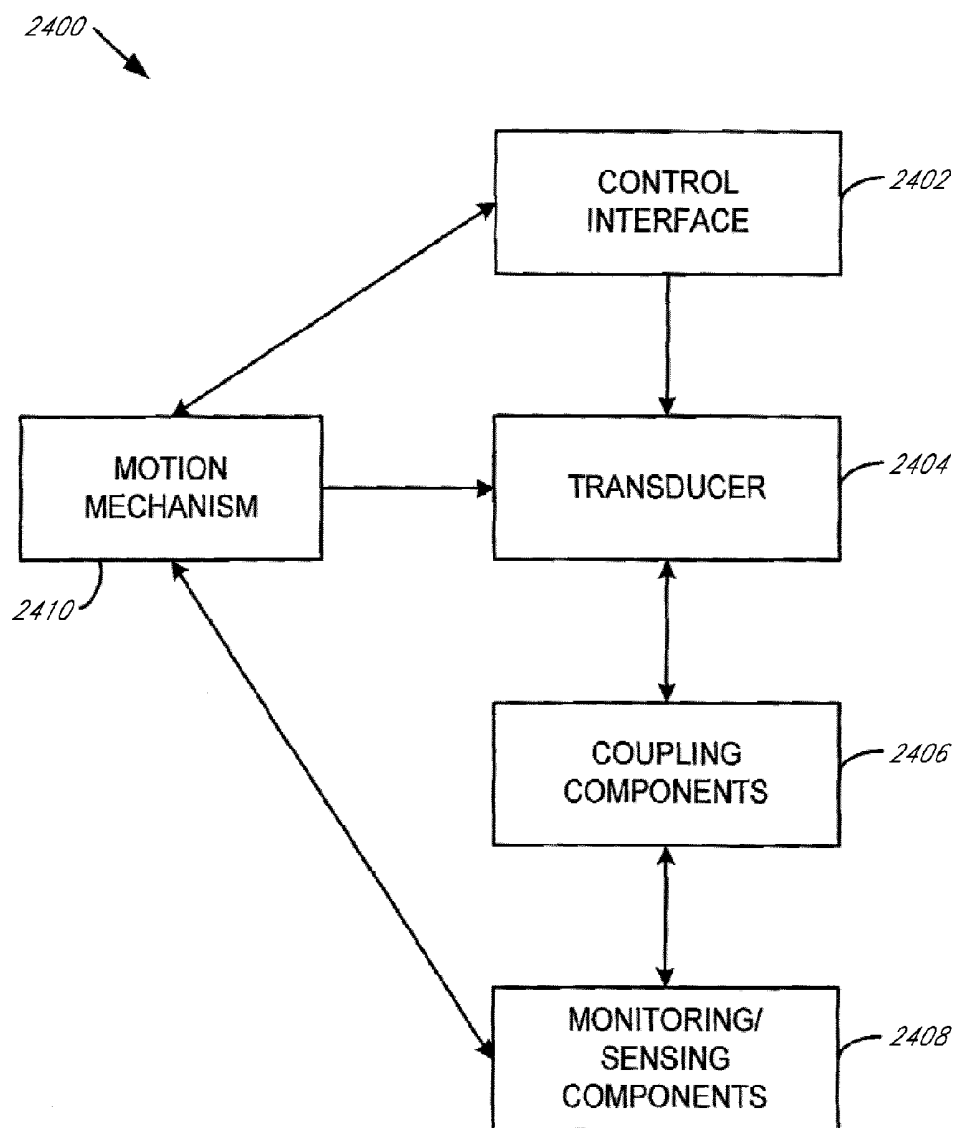 2400
CONTROL
INTERFACE
2402
MOTION
MECHANISM
2410
TRANSDUCER
2404
COUPLING
COMPONENTS
2406
MONITORING/
SENSING
COMPONENTS
2408